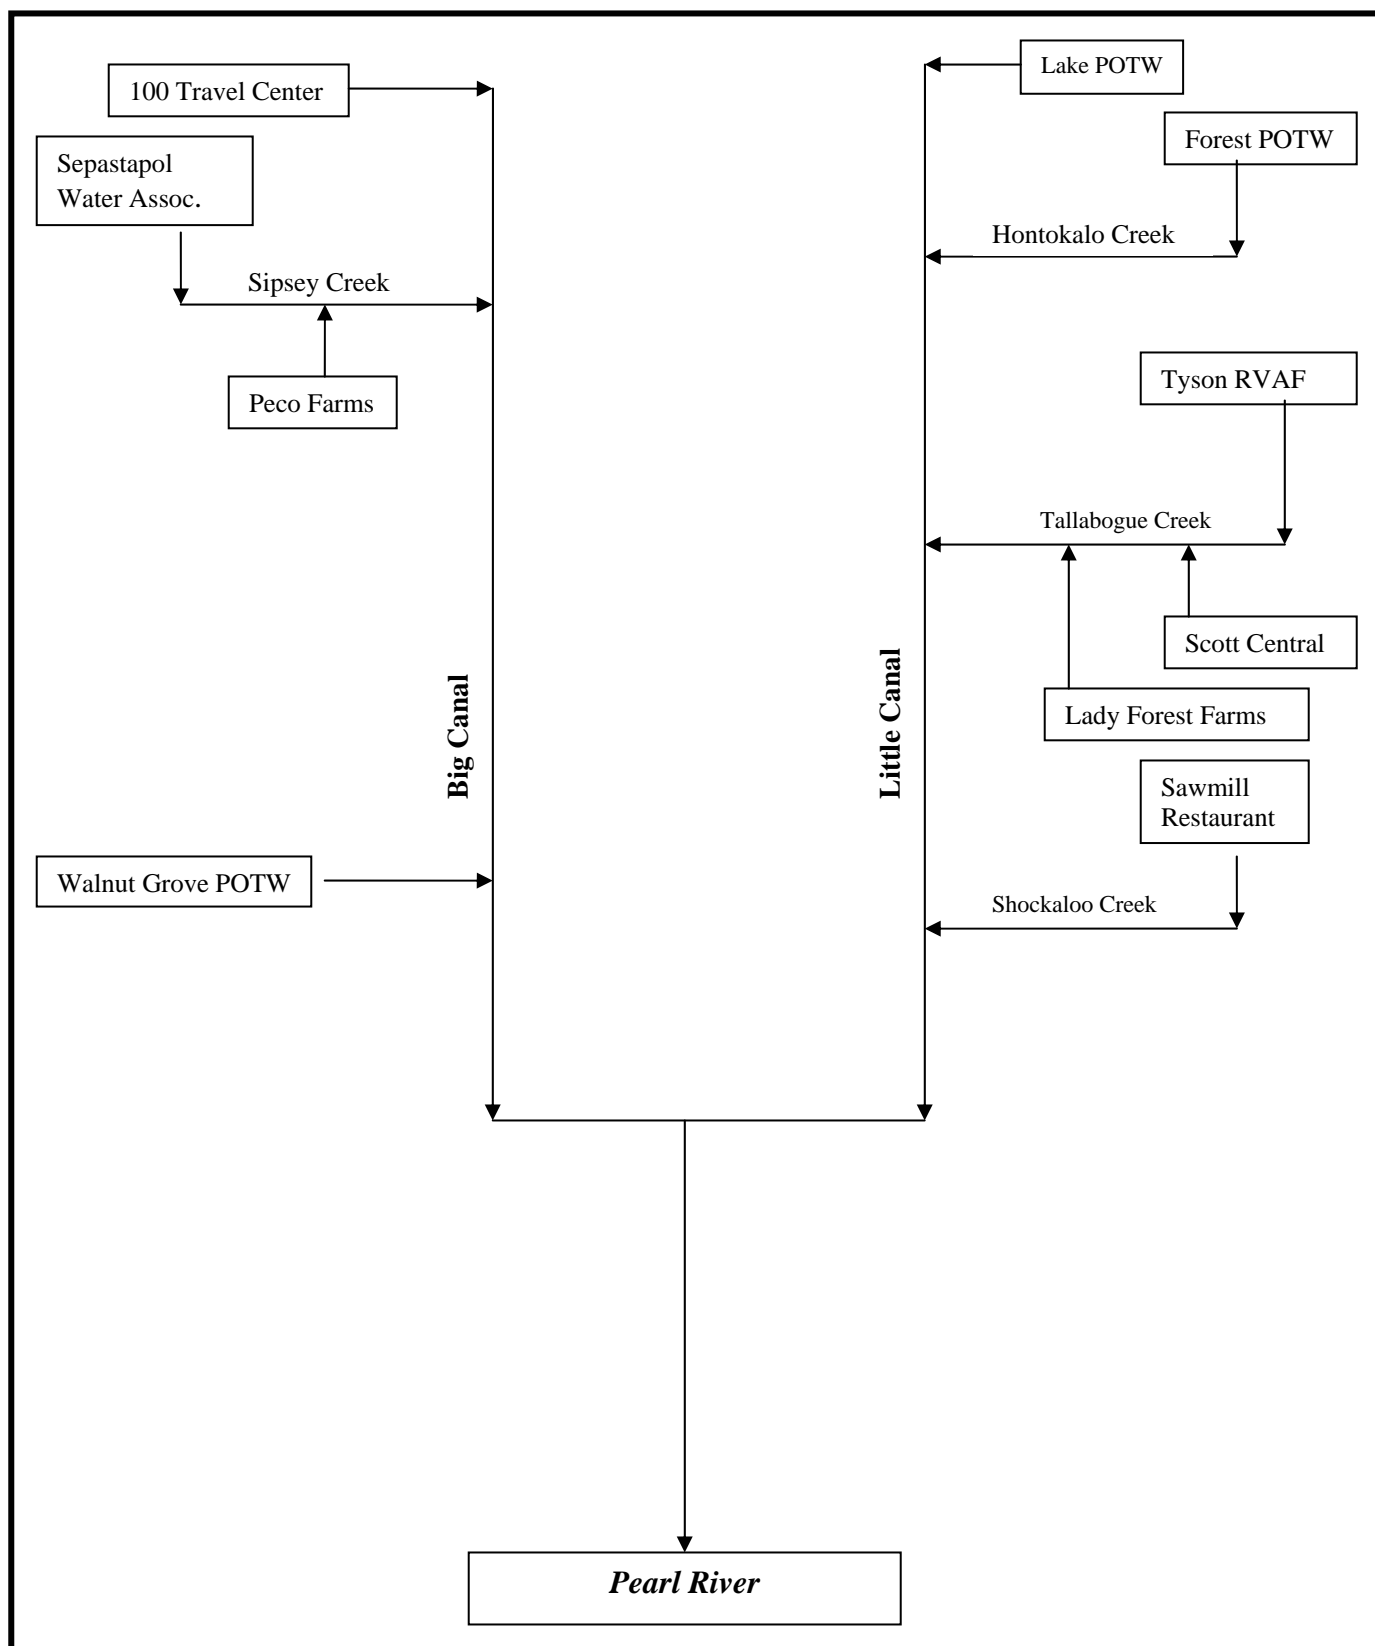 Lake POTW
100 Travel Center
Forest POTW
Sepastapol
Water Assoc.
Hontokalo Creek
Sipsey Creek
Tyson RVAF
Peco Farms
Tallabogue Creek
Scott Central
Big Canal
Little Canal
Lady Forest Farms
Sawmill
Restaurant
Walnut Grove POTW
Shockaloo Creek
Pearl River